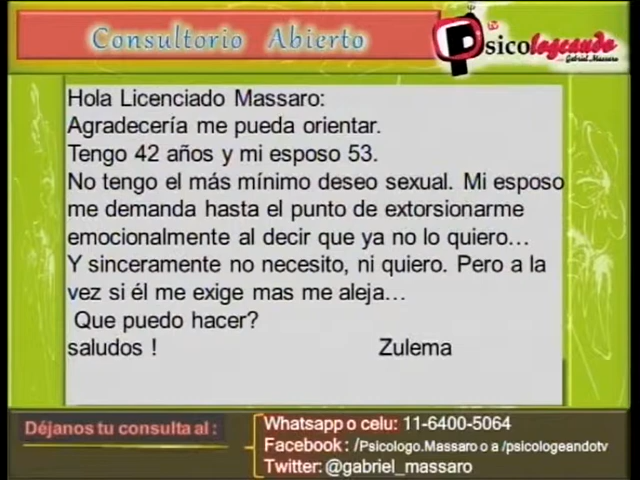 Consultorio Abierto
Psicologeando
tv
Gabriel Massaro
Hola Licenciado Massaro:
Agradecería me pueda orientar.
Tengo 42 años y mi esposo 53.
No tengo el más mínimo deseo sexual. Mi esposo
me demanda hasta el punto de extorsionarme
emocionalmente al decir que ya no lo quiero...
Y sinceramente no necesito, ni quiero. Pero a la
vez si él me exige mas me aleja...
Que puedo hacer?
saludos ! Zulema
Déjanos tu consulta al :
Whatsapp o celu: 11-6400-5064
Facebook: /Psicologo.Massaro o a /psicologeandotv
Twitter: @gabriel_massaro